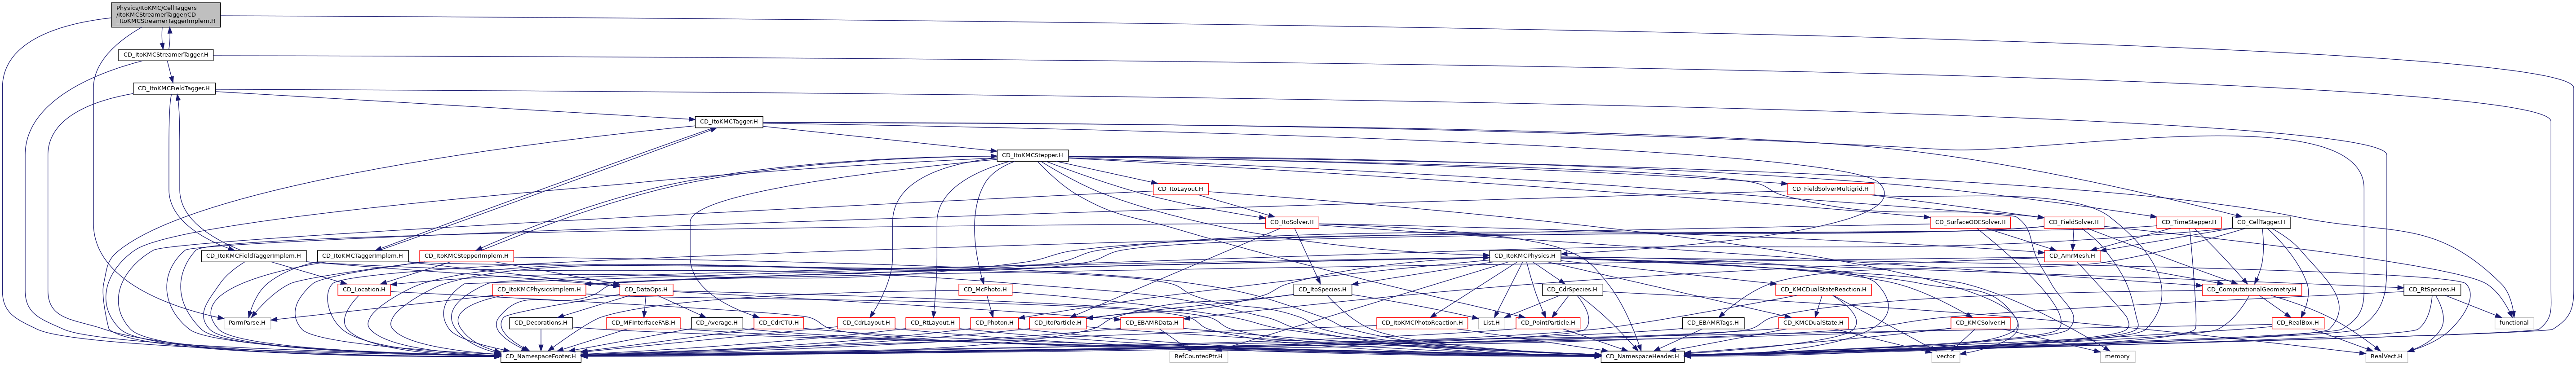 Physics/ItoKMC/CellTaggers
/ItoKMCStreamerTagger/CD
_ItoKMCStreamerTaggerImplem.H
CD_ItoKMCStreamerTagger.H
CD_ItoKMCFieldTagger.H
CD_ItoKMCTagger.H
CD_ItoKMCStepper.H
CD_ItoLayout.H
CD_FieldSolverMultigrid.H
CD_ItoSolver.H
CD_SurfaceODESolver.H
CD_FieldSolver.H
CD_TimeStepper.H
CD_CellTagger.H
CD_ItoKMCFieldTaggerImplem.H
CD_ItoKMCTaggerImplem.H
CD_ItoKMCStepperImplem.H
CD_ItoKMCPhysics.H
CD_AmrMesh.H
CD_Location.H
CD_ItoKMCPhysicsImplem.H
CD_DataOps.H
CD_McPhoto.H
CD_ItoSpecies.H
CD_CdrSpecies.H
CD_KMCDualStateReaction.H
CD_ComputationalGeometry.H
CD_RtSpecies.H
ParmParse.H
CD_Decorations.H
CD_MFInterfaceFAB.H
CD_Average.H
CD_CdrCTU.H
CD_CdrLayout.H
CD_RtLayout.H
CD_Photon.H
CD_ItoParticle.H
CD_EBAMRData.H
CD_ItoKMCPhotoReaction.H
List.H
CD_PointParticle.H
CD_EBAMRTags.H
CD_KMCDualState.H
CD_KMCSolver.H
CD_RealBox.H
functional
CD_NamespaceFooter.H
RefCountedPtr.H
CD_NamespaceHeader.H
vector
memory
RealVect.H